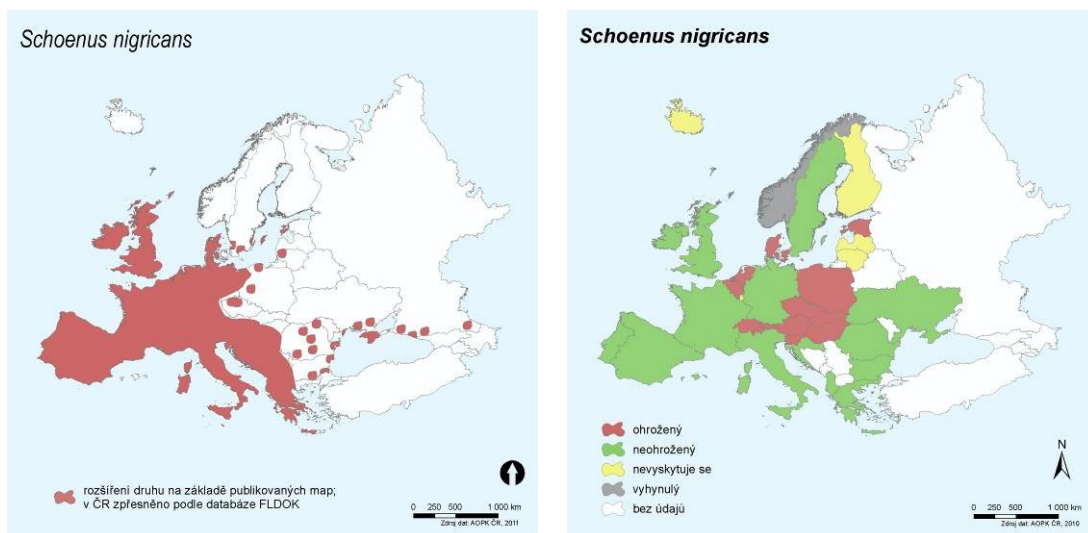 Schoenus nigricans
rozšíření druhu na základě publikovaných map;
v ČR zpřesněno podle databáze FLDOK
0 250 500 1 000 km
Zdroj dat: AOPK ČR, 2011
Schoenus nigricans
ohrožený
neohrožený
nevyskytuje se
vyhynulý
bez údajů
N
0 250 500 1 000 km
Zdroj dat: AOPK ČR, 2010